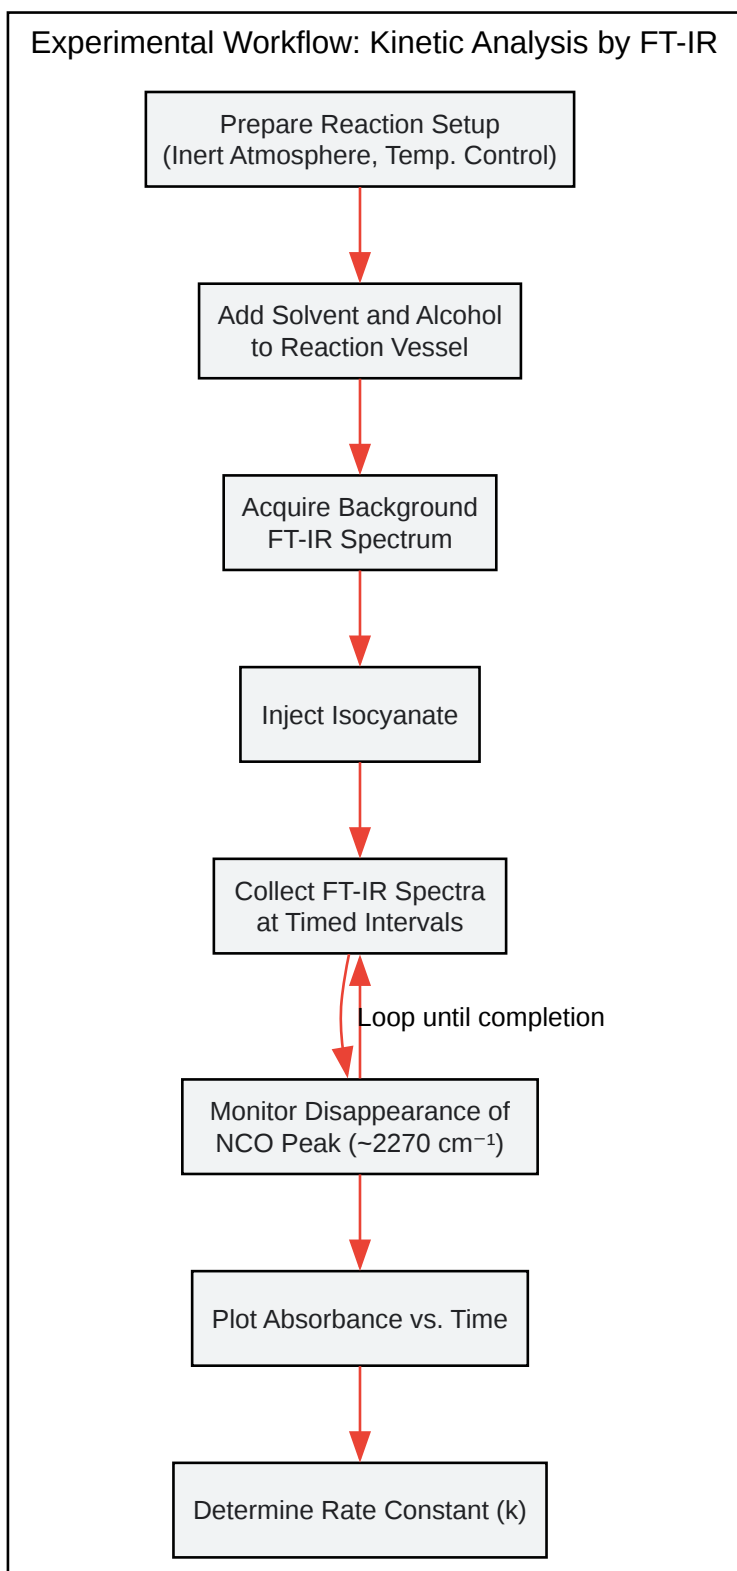 Experimental Workflow: Kinetic Analysis by FT-IR
Prepare Reaction Setup
(Inert Atmosphere, Temp. Control)
Add Solvent and Alcohol
to Reaction Vessel
Acquire Background
FT-IR Spectrum
Inject Isocyanate
Collect FT-IR Spectra
at Timed Intervals
Loop until completion
Monitor Disappearance of
NCO Peak (~2270 cm⁻¹)
Plot Absorbance vs. Time
Determine Rate Constant (k)